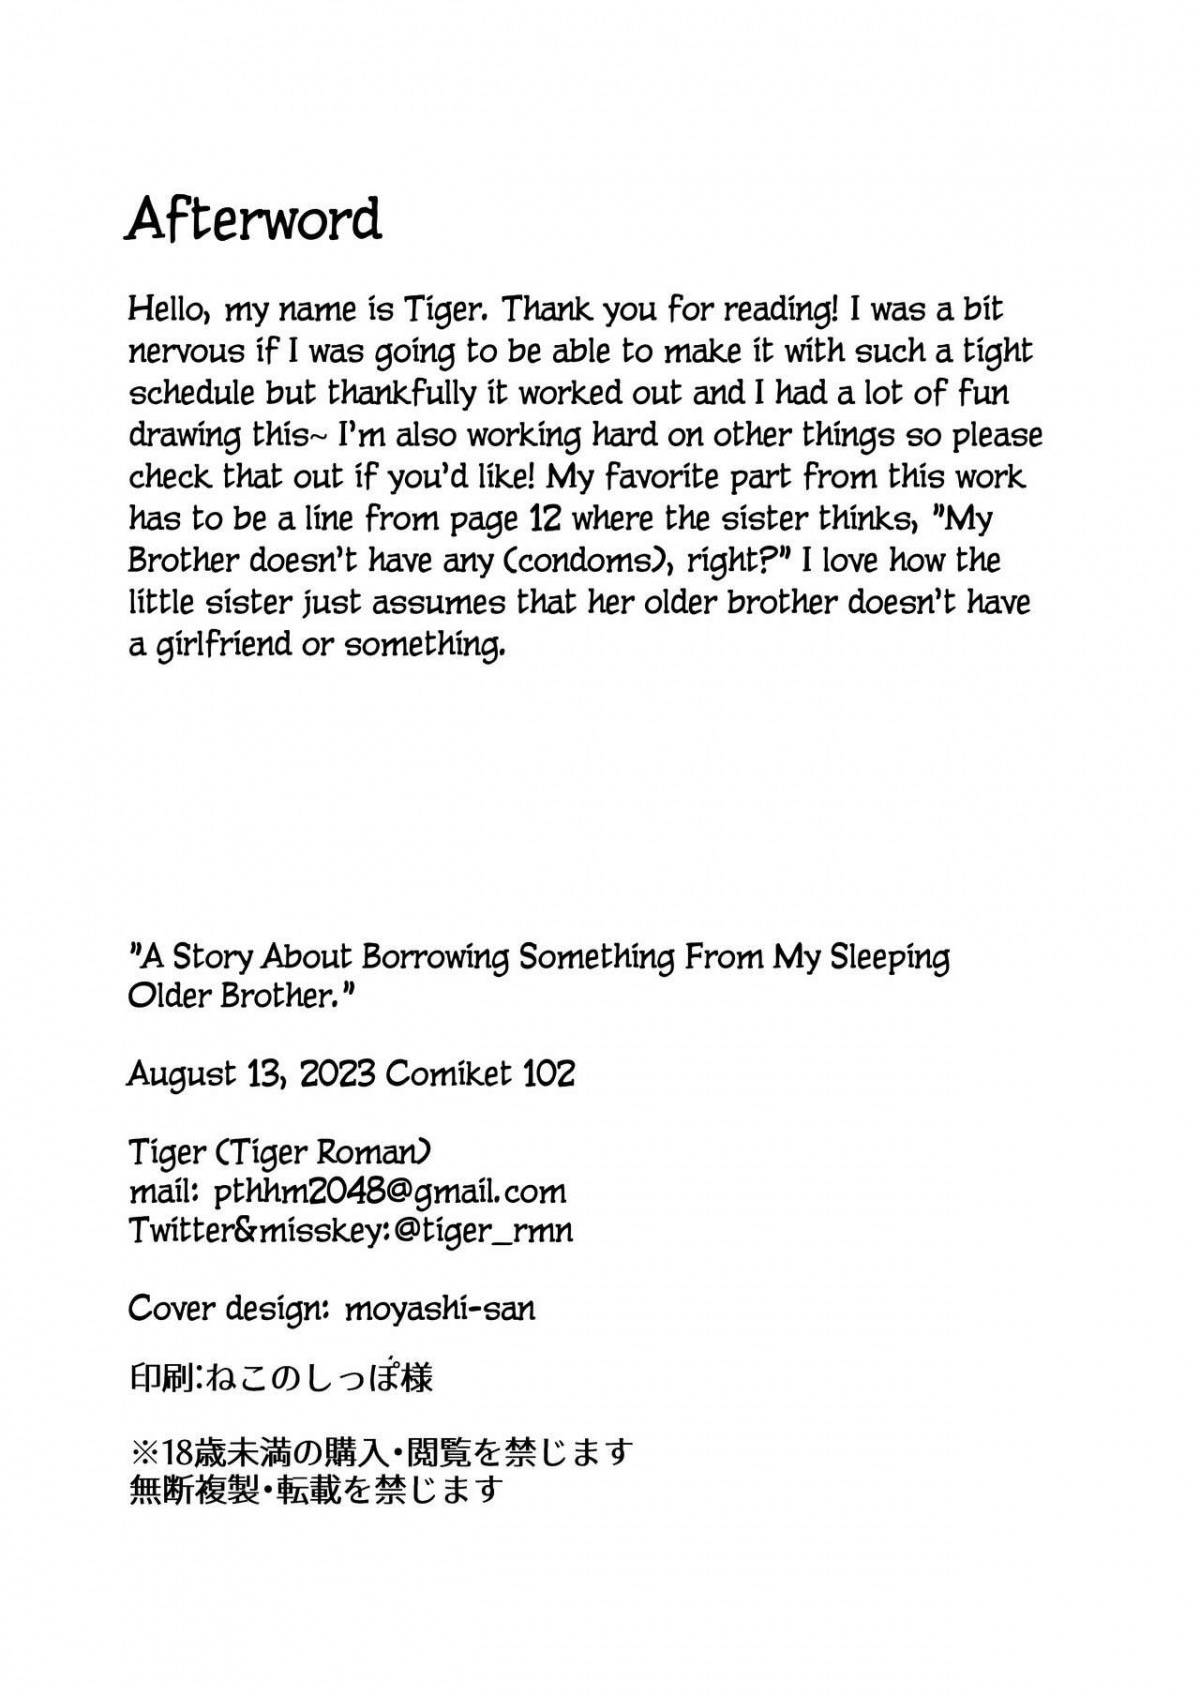 Afterword
Hello, my name is Tiger. Thank you for reading! I was a bit
nervous if I was going to be able to make it with such a tight
schedule but thankfully it worked out and I had a lot of fun
drawing this~ I'm also working hard on other things so please
check that out if you'd like! My favorite part from this work
has to be a line from page 12 where the sister thinks, "My
Brother doesn't have any (condoms), right?" I love how the
little sister just assumes that her older brother doesn't have
a girlfriend or something.
"A Story About Borrowing Something From My Sleeping
Older Brother."
August 13, 2023 Comiket 102
Tiger (Tiger Roman)
mail: pthhm2048@gmail.com
Twitter&misskey:@tiger_rmn
Cover design: moyashi-san
印刷:ねこのしっぽ様
※18歳未満の購入・閲覧を禁じます
無断複製・転載を禁じます